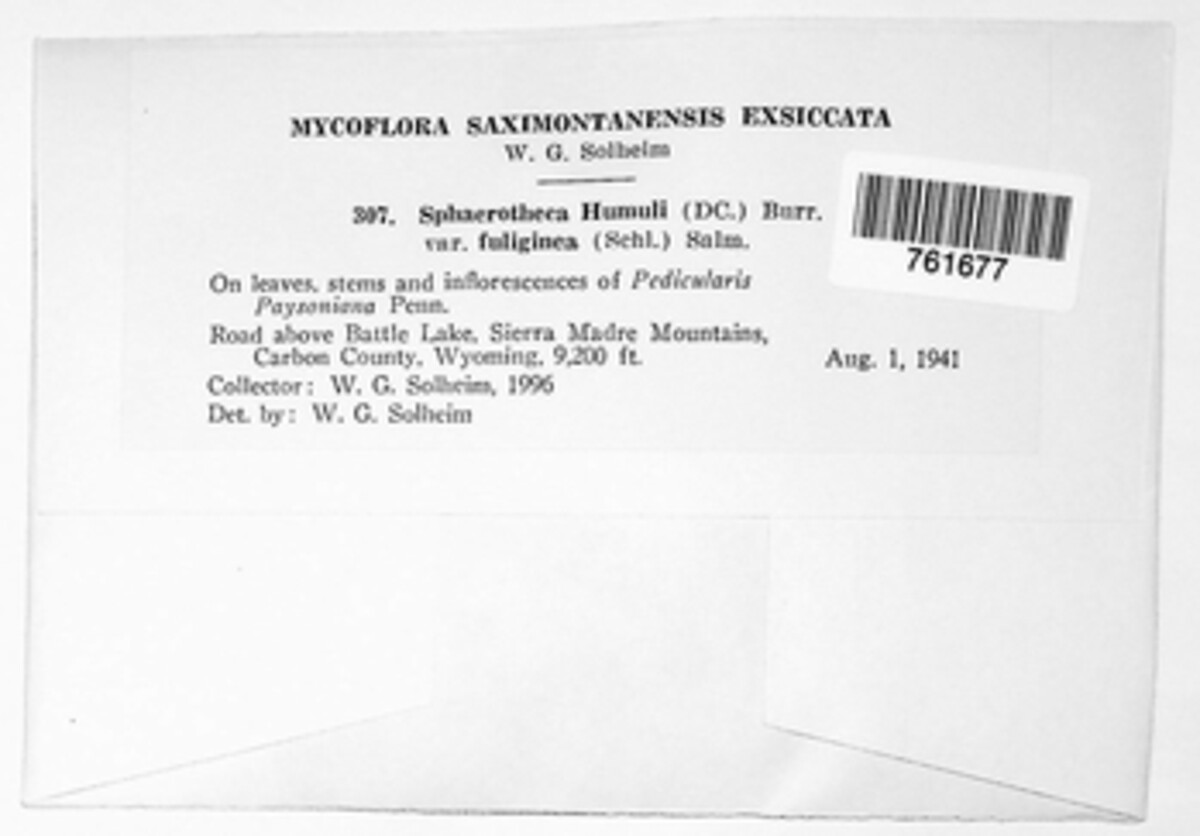 MYCOFLORA SAXIMONTANENSIS EXSICCATA
W. G. Solheim
307. Sphaerotheca Humuli (DC.) Burr.
var. fuliginea (Schl.) Salm.
761677
On leaves, stems and inflorescences of Pedicularis
Paysoniana Penn.
Road above Battle Lake, Sierra Madre Mountains,
Carbon County, Wyoming, 9,200 ft. Aug. 1, 1941
Collector: W. G. Solheim, 1996
Det. by: W. G. Solheim